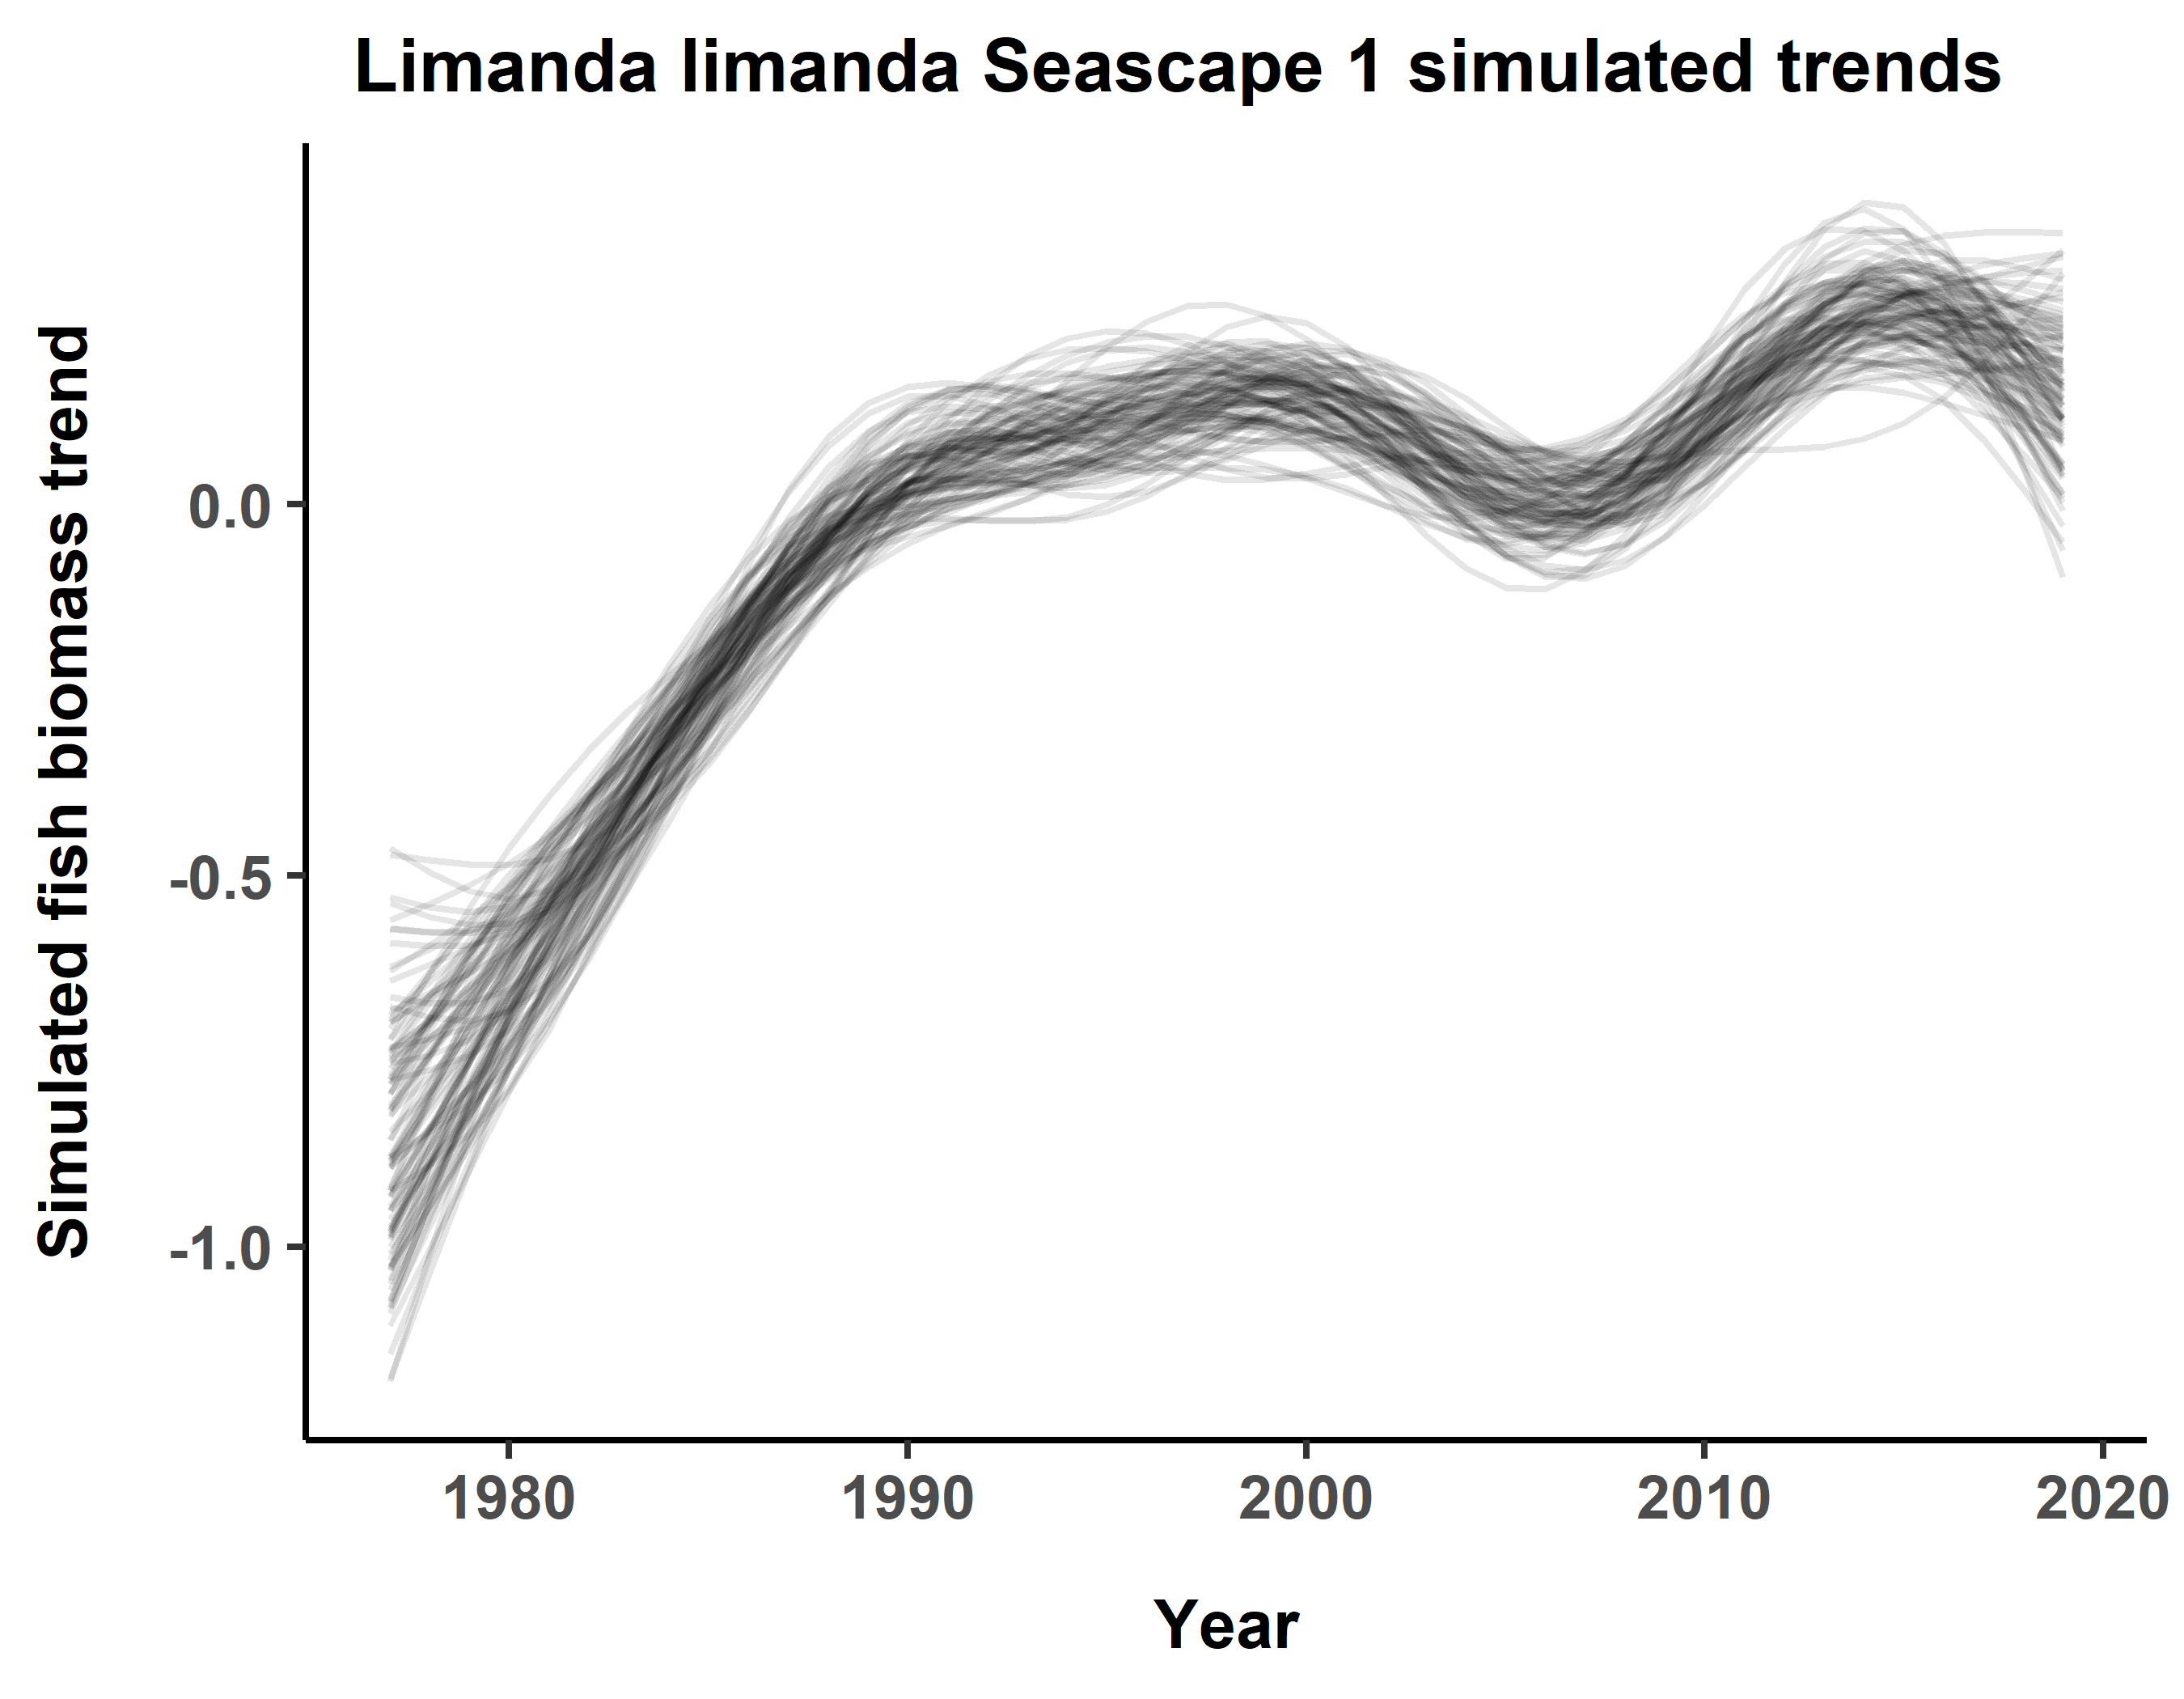 Limanda limanda Seascape 1 simulated trends
Simulated fish biomass trend
0.0
-0.5
-1.0
1980
1990
2000
2010
2020
Year